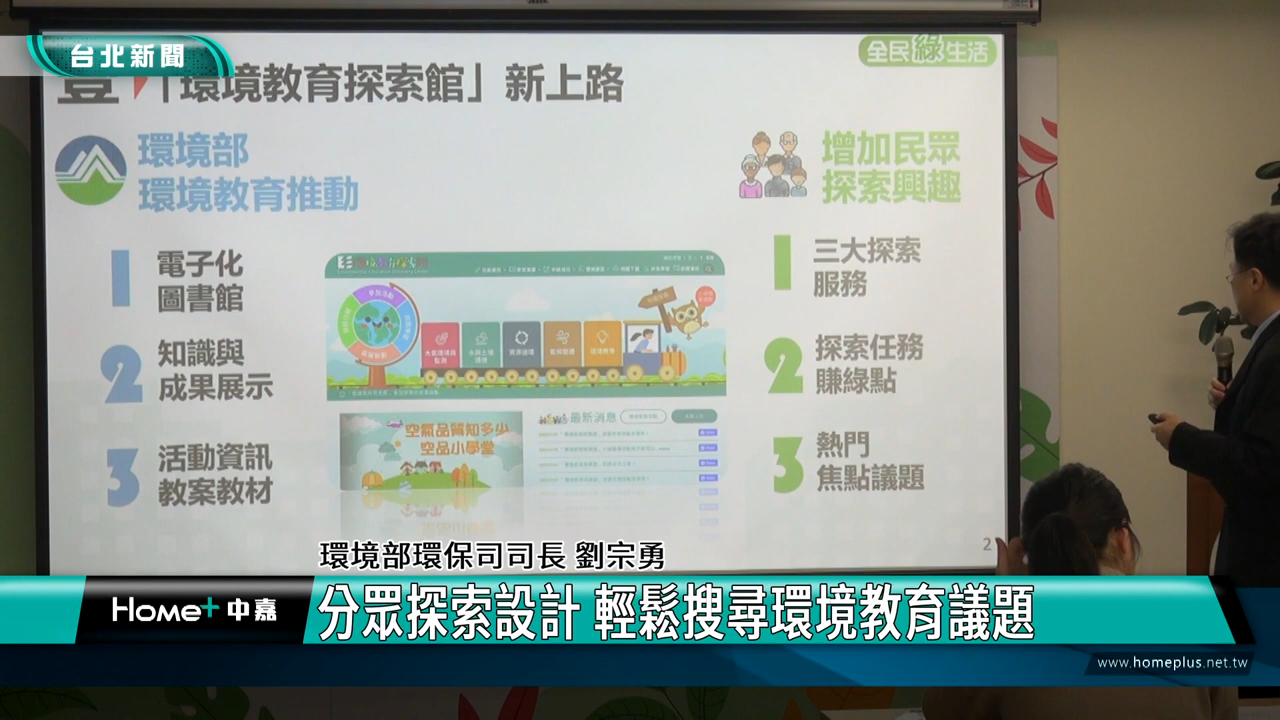 台北新聞
全民綠生活
壹 「環境教育探索館」新上路
環境部
環境教育推動
增加民眾
探索興趣
1 電子化
圖書館
2 知識與
成果展示
3 活動資訊
教案教材
1 三大探索
服務
2 探索任務
賺綠點
3 熱門
焦點議題
空氣品質知多少
空品小學堂
最新消息
2
環境部環保司司長 劉宗勇
Home+ 中嘉
分眾探索設計 輕鬆搜尋環境教育議題
www.homeplus.net.tw